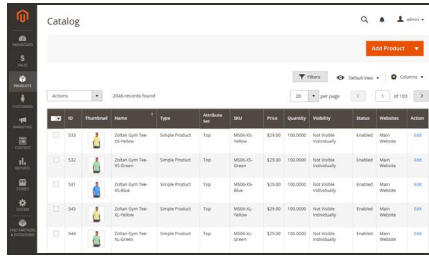 Catalog
admin
DASHBOARD
SALES
PRODUCTS
CUSTOMERS
MARKETING
CONTENT
REPORTS
STORES
SYSTEM
FIND PARTNERS
& EXTENSIONS
Add Product
Filters
Default View
Columns
Actions
2046 records found
20
per page
1
of 103
ID
Thumbnail
Name
Type
Attribute
Set
SKU
Price
Quantity
Visibility
Status
Websites
Action
533
Zoltan Gym Tee-
XS-Yellow
Simple Product
Top
MS06-XS-
Yellow
$29.00
100.0000
Not Visible
Individually
Enabled
Main
Website
Edit
532
Zoltan Gym Tee-
XS-Green
Simple Product
Top
MS06-XS-
Green
$29.00
100.0000
Not Visible
Individually
Enabled
Main
Website
Edit
531
Zoltan Gym Tee-
XS-Blue
Simple Product
Top
MS06-XS-
Blue
$29.00
100.0000
Not Visible
Individually
Enabled
Main
Website
Edit
545
Zoltan Gym Tee-
XL-Yellow
Simple Product
Top
MS06-XL-
Yellow
$29.00
100.0000
Not Visible
Individually
Enabled
Main
Website
Edit
544
Zoltan Gym Tee-
XL-Green
Simple Product
Top
MS06-XL-
Green
$29.00
100.0000
Not Visible
Individually
Enabled
Main
Website
Edit